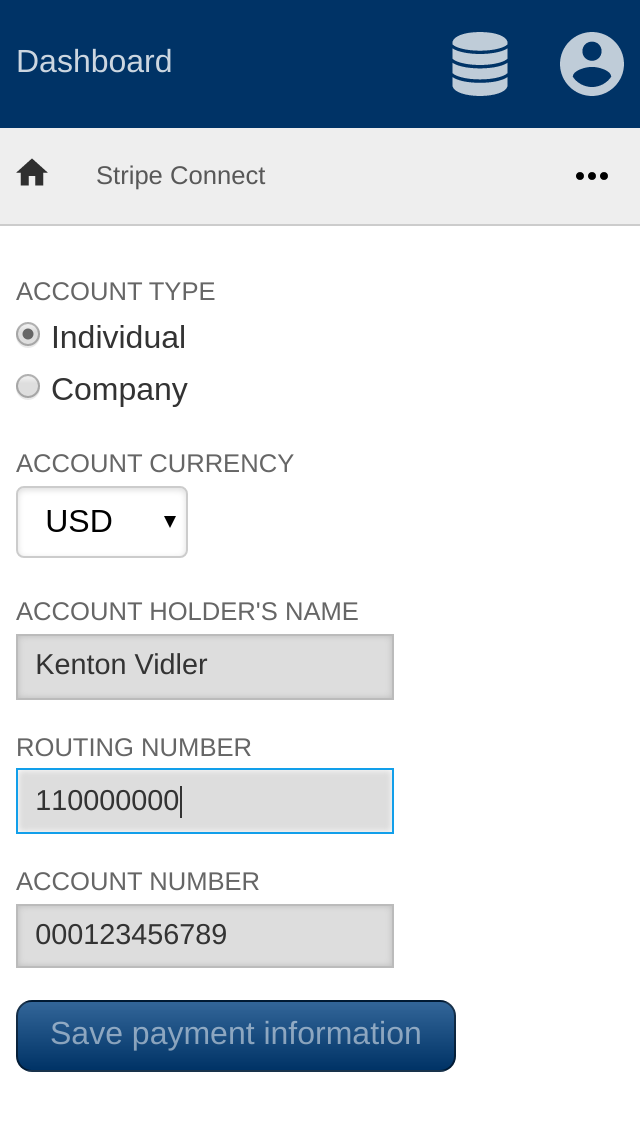 Dashboard
Stripe Connect
ACCOUNT TYPE
Individual
Company
ACCOUNT CURRENCY
USD
ACCOUNT HOLDER'S NAME
Kenton Vidler
ROUTING NUMBER
110000000
ACCOUNT NUMBER
000123456789
Save payment information